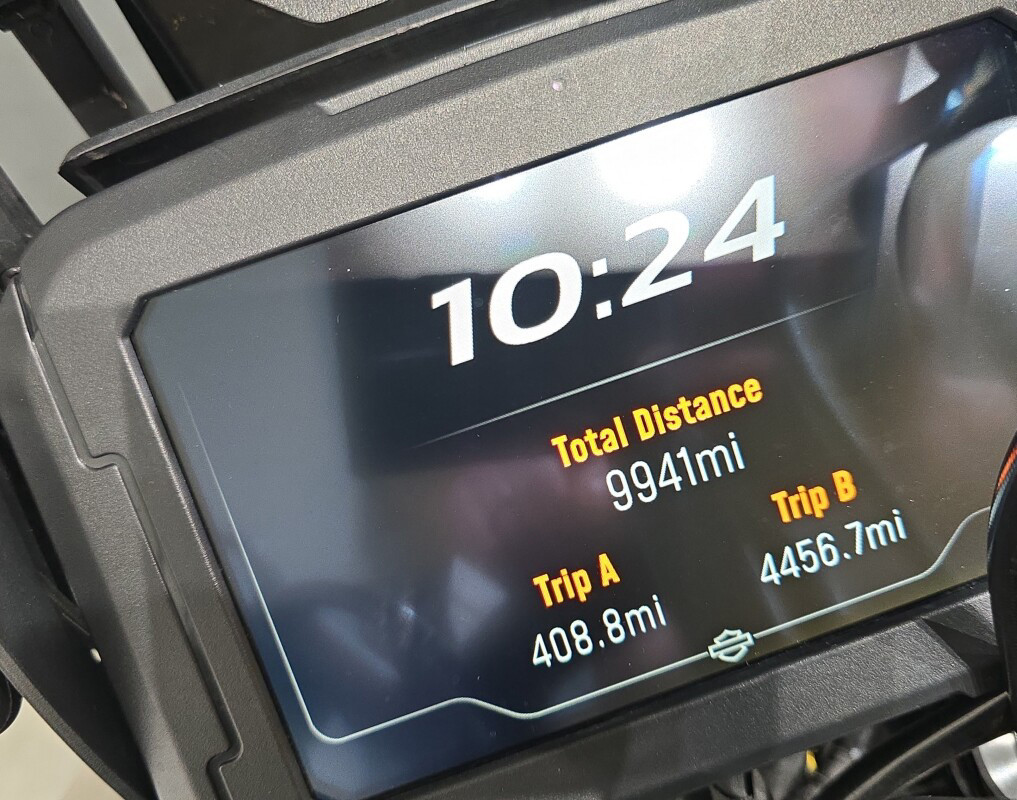 10:24
Total Distance
9941mi
Trip A
408.8mi
Trip B
4456.7mi